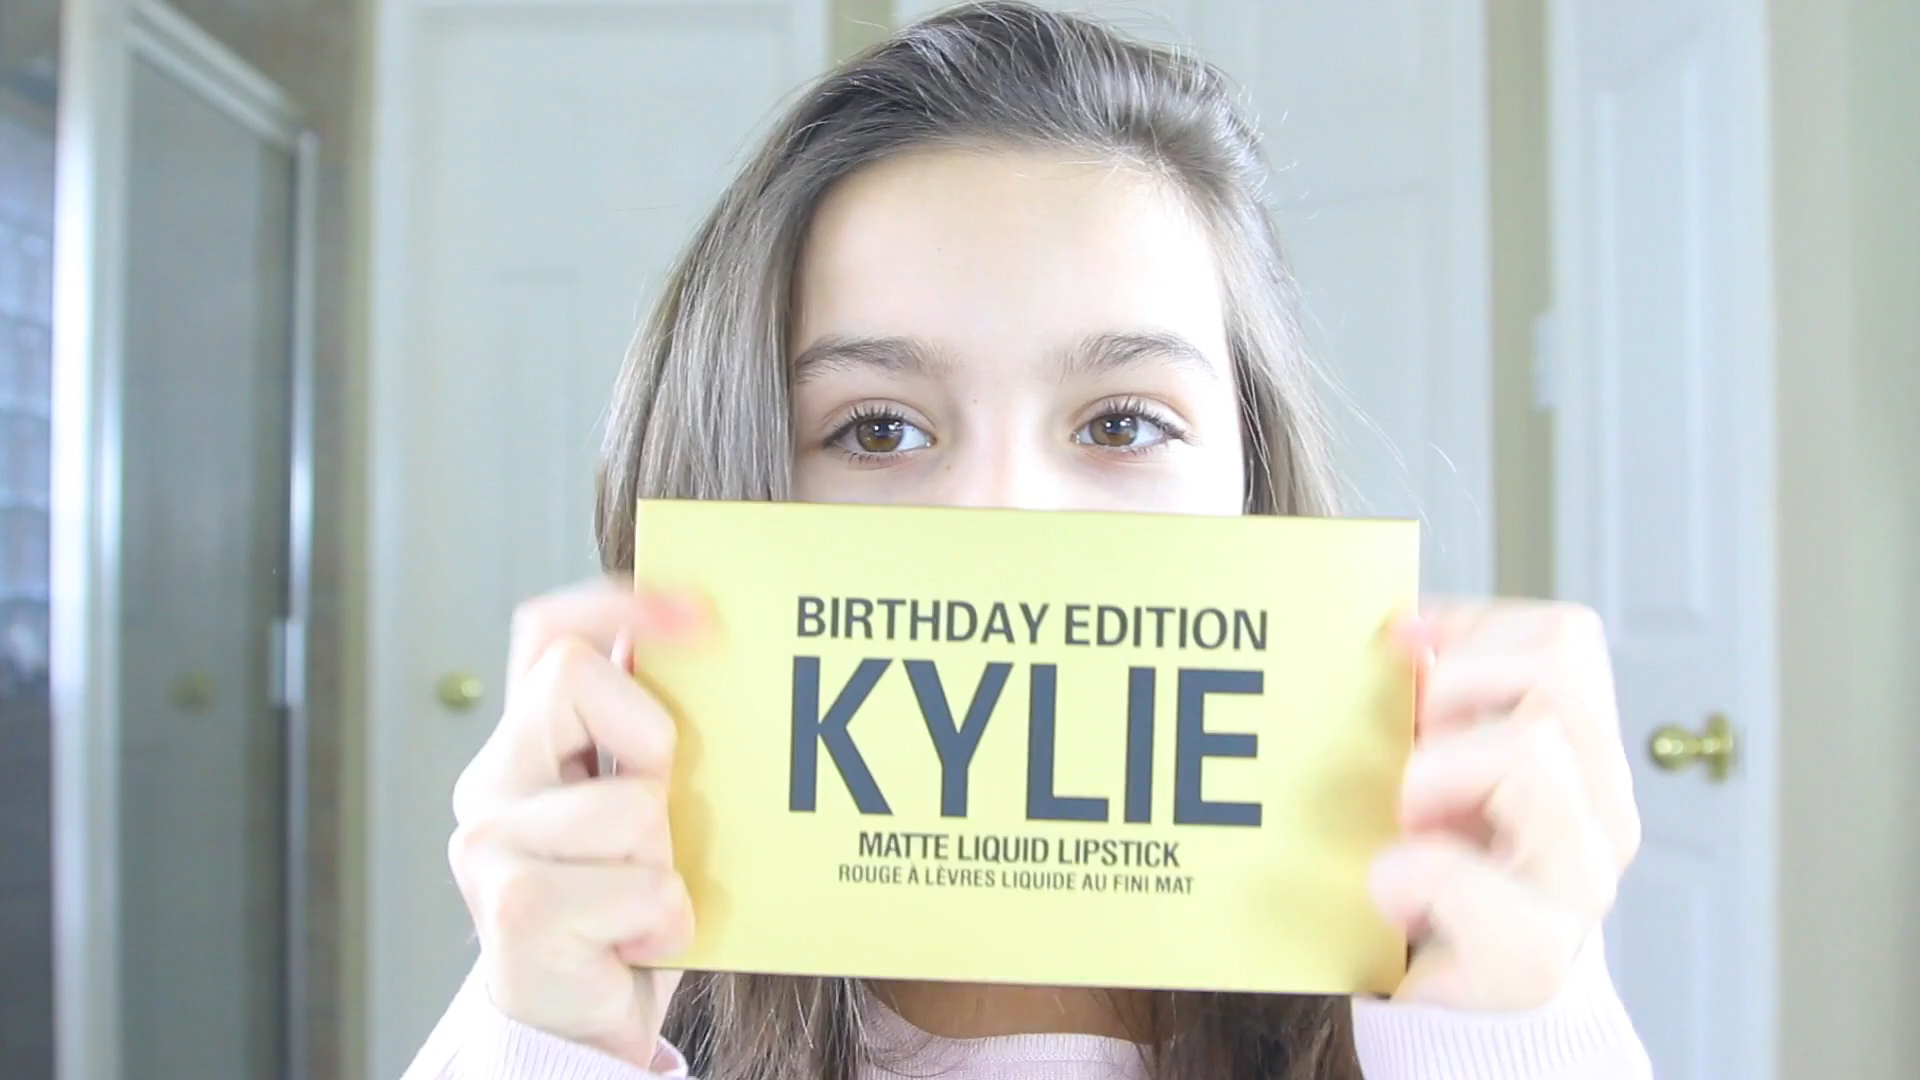 BIRTHDAY EDITION
KYLIE
MATTE LIQUID LIPSTICK
ROUGE À LÈVRES LIQUIDE AU FINI MAT